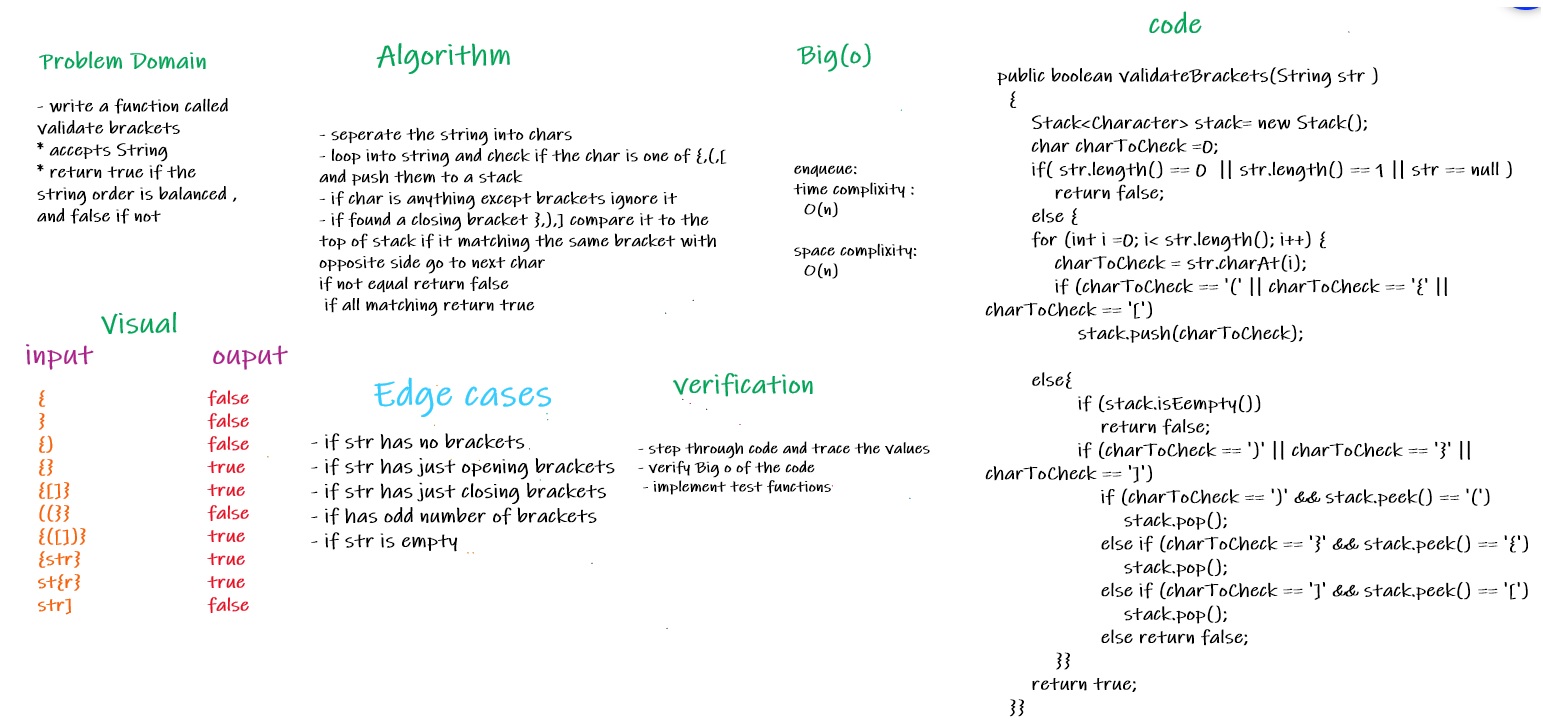 Problem Domain
- write a function called
validate brackets
* accepts String
* return true if the
string order is balanced ,
and false if not
Algorithm
- seperate the string into chars
- loop into string and check if the char is one of {,(,[
and push them to a stack
- if char is anything except brackets ignore it
- if found a closing bracket },),] compare it to the
top of stack if it matching the same bracket with
opposite side go to next char
if not equal return false
if all matching return true
Big(o)
enqueue:
time complixity :
O(n)
space complixity:
O(n)
Visual
input ouput
{ false
} false
{) false
{} true
{[]} true
((}} false
{([])} true
{str} true
st{r} true
str] false
Edge cases
- if str has no brackets
- if str has just opening brackets
- if str has just closing brackets
- if has odd number of brackets
- if str is empty
verification
- step through code and trace the values
- verify Big o of the code
- implement test functions
code
public boolean validateBrackets(String str )
{
Stack<Character> stack= new Stack();
char charToCheck =0;
if( str.length() == 0 || str.length() == 1 || str == null )
return false;
else {
for (int i =0; i< str.length(); i++) {
charToCheck = str.charAt(i);
if (charToCheck == '(' || charToCheck == '{' ||
charToCheck == '[')
stack.push(charToCheck);
else{
if (stack.isEempty())
return false;
if (charToCheck == ')' || charToCheck == '}' ||
charToCheck == ']')
if (charToCheck == ')' && stack.peek() == '(')
stack.pop();
else if (charToCheck == '}' && stack.peek() == '{')
stack.pop();
else if (charToCheck == ']' && stack.peek() == '[')
stack.pop();
else return false;
}}
return true;
}}